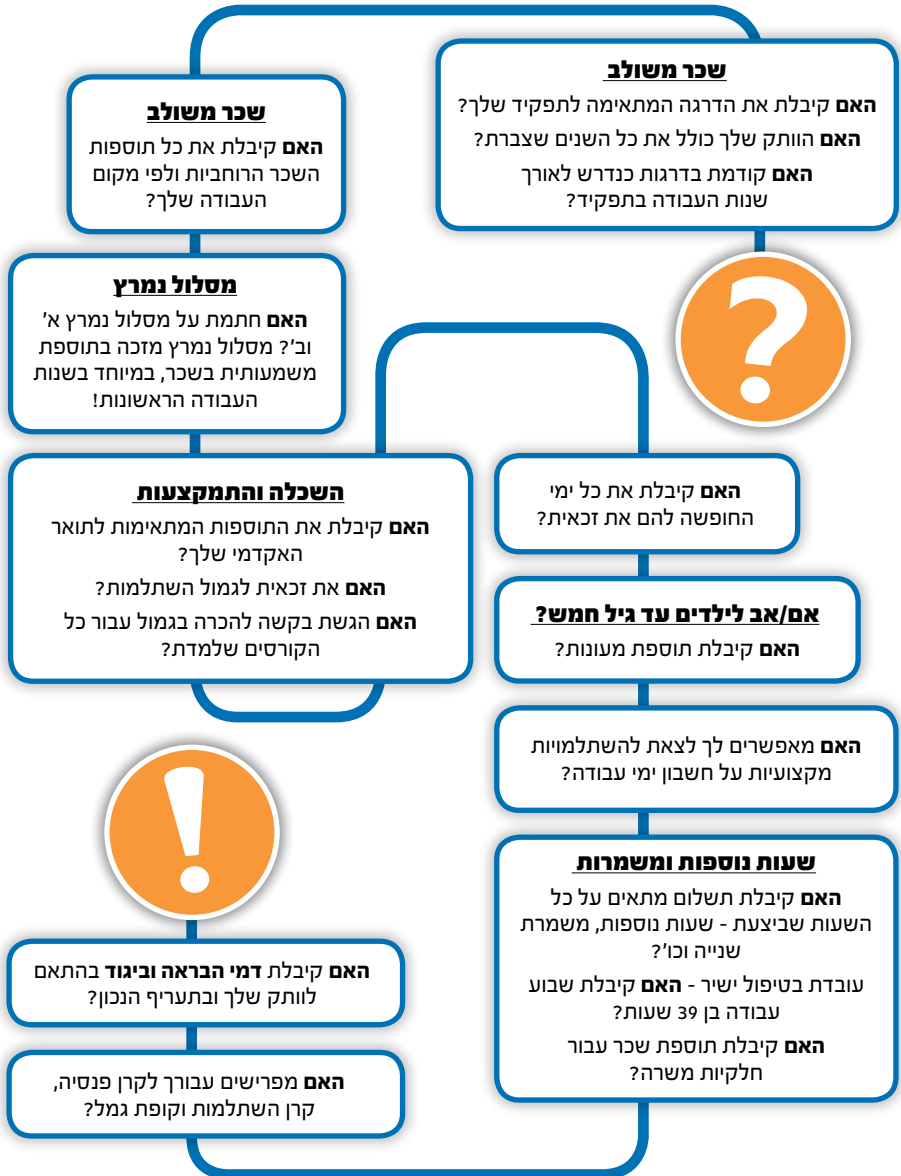 שכר משולב
האם קיבלת את הדרגה המתאימה לתפקיד שלך?
האם הוותק שלך כולל את כל השנים שצברת?
האם קודמת בדרגות כנדרש לאורך
שנות העבודה בתפקיד?
שכר משולב
האם קיבלת את כל תוספות
השכר הרוחביות ולפי מקום
העבודה שלך?
מסלול נמרץ
האם חתמת על מסלול נמרץ א'
וב'? מסלול נמרץ מזכה בתוספת
משמעותית בשכר, במיוחד בשנות
העבודה הראשונות!
השכלה והתמקצעות
האם קיבלת את התוספות המתאימות לתואר
האקדמי שלך?
האם את זכאית לגמול השתלמות?
האם הגשת בקשה להכרה בגמול עבור כל
הקורסים שלמדת?
האם קיבלת את כל ימי
החופשה להם את זכאית?
אם/אב לילדים עד גיל חמש?
האם קיבלת תוספת מעונות?
האם מאפשרים לך לצאת להשתלמויות
מקצועיות על חשבון ימי עבודה?
שעות נוספות ומשמרות
האם קיבלת תשלום מתאים על כל
השעות שביצעת - שעות נוספות, משמרת
שנייה וכו'?
עובדת בטיפול ישיר - האם קיבלת שבוע
עבודה בן 39 שעות?
האם קיבלת תוספת שכר עבור
חלקיות משרה?
האם מפרישים עבורך לקרן פנסיה,
קרן השתלמות וקופת גמל?
האם קיבלת דמי הבראה וביגוד בהתאם
לוותק שלך ובתעריף הנכון?
?
!